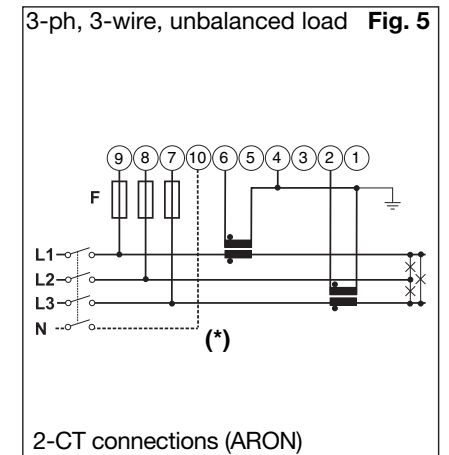 3-ph, 3-wire, unbalanced load Fig. 5
9 8 7 10 6 5 4 3 2 1
F
L1
L2
L3
N
(*)
2-CT connections (ARON)